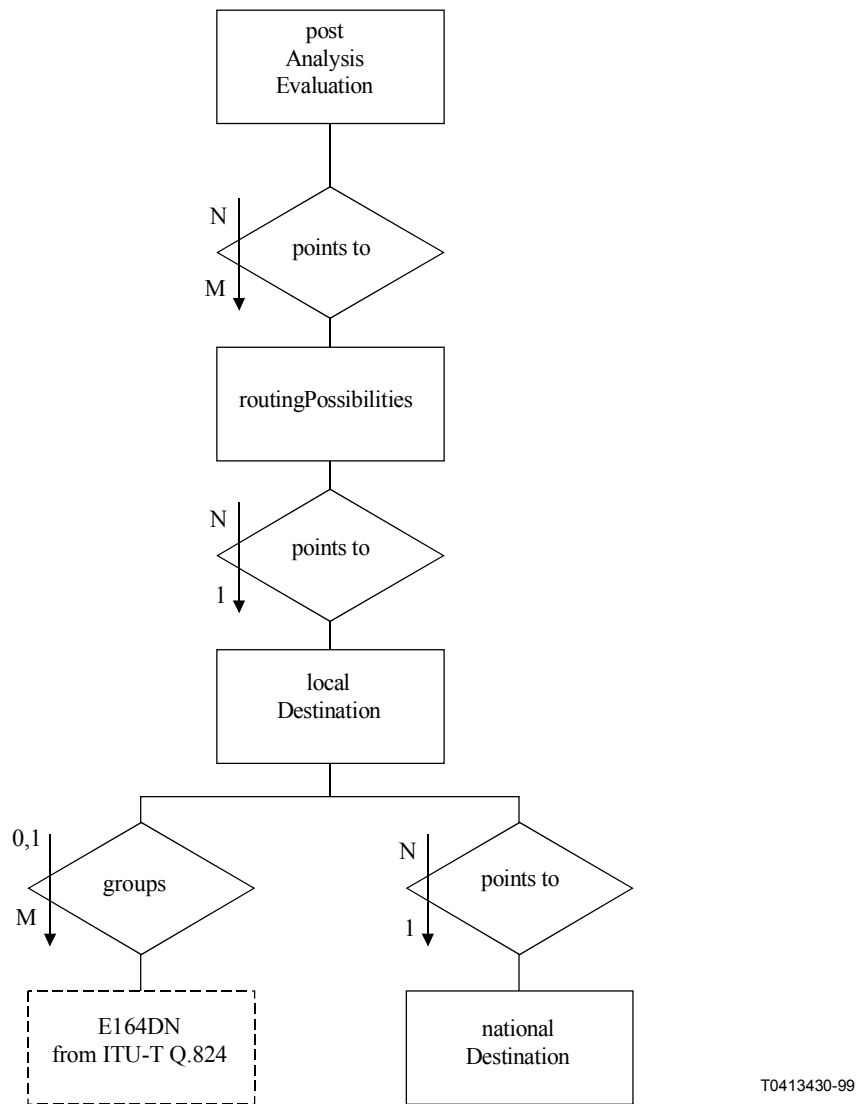 post
Analysis
Evaluation
N
points to
M
routingPossibilities
N
points to
1
local
Destination
0,1
groups
M
N
points to
1
E164DN
from ITU-T Q.824
national
Destination
T0413430-99